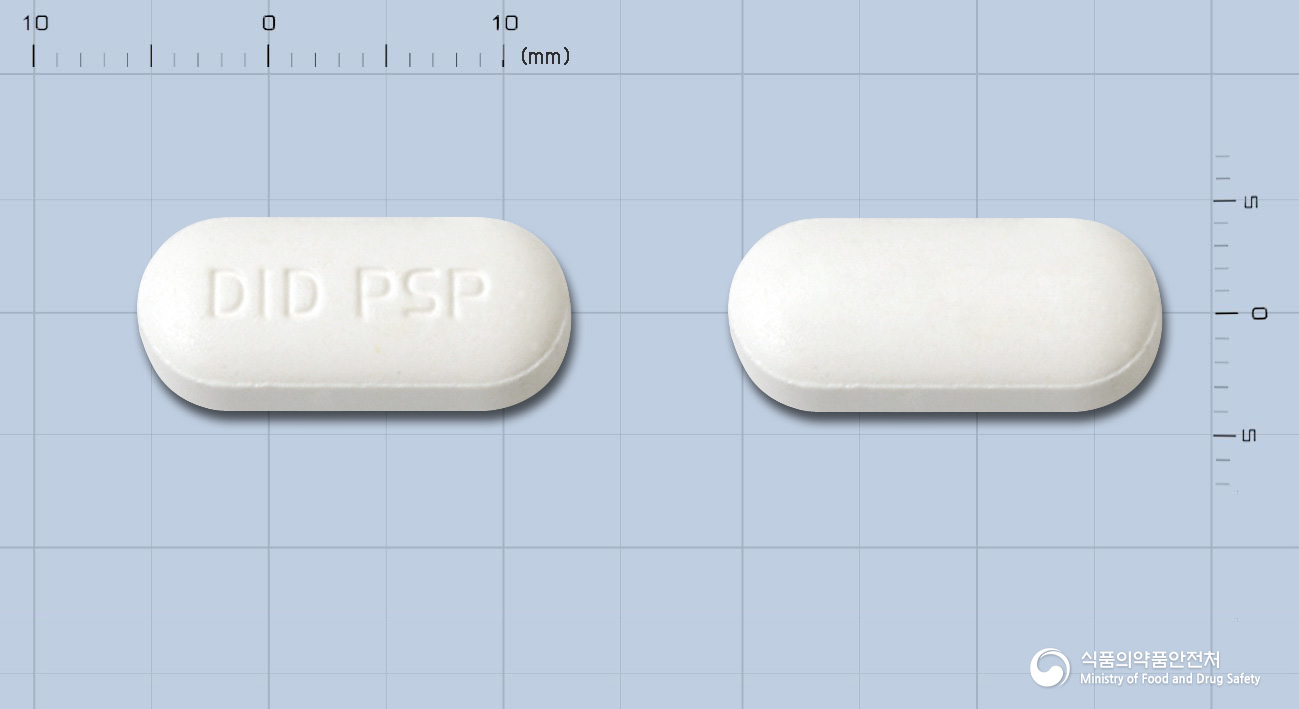 10 0 10 (mm)
5
DID PSP
0
5
식품의약품안전처
Ministry of Food and Drug Safety